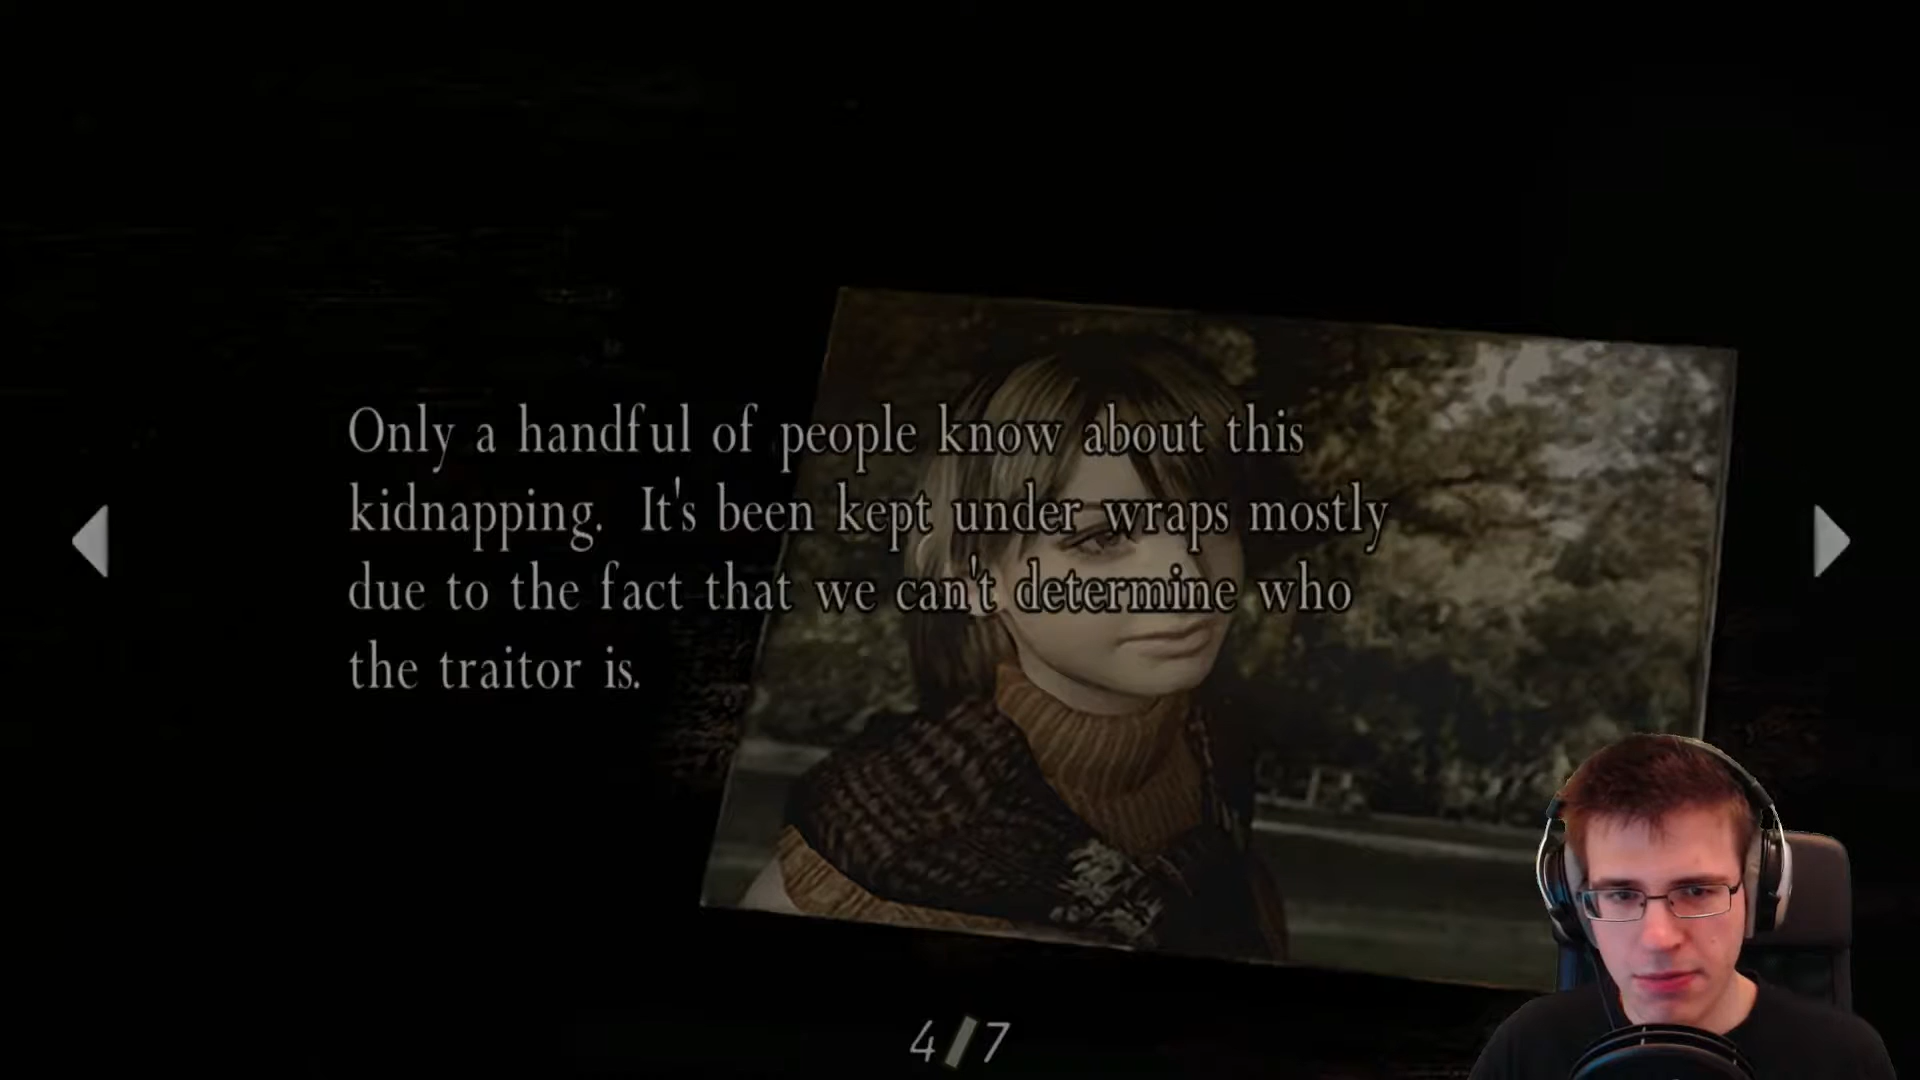 Only a handful of people know about this
kidnapping. It's been kept under wraps mostly
due to the fact that we can't determine who
the traitor is.
4/7